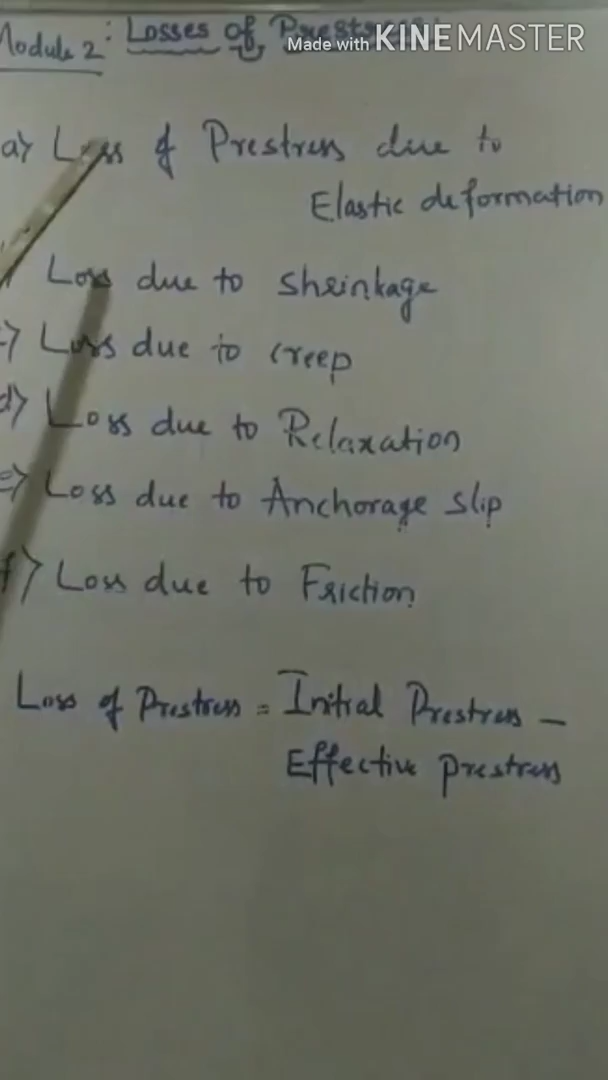 Module 2: Losses of Prestress
Made with KINEMASTER
a) Loss of Prestress due to
Elastic deformation
Loss due to shrinkage
c) Loss due to creep
d) Loss due to Relaxation
e) Loss due to Anchorage slip
f) Loss due to Friction
Loss of Prestress = Initial Prestress -
Effective prestress